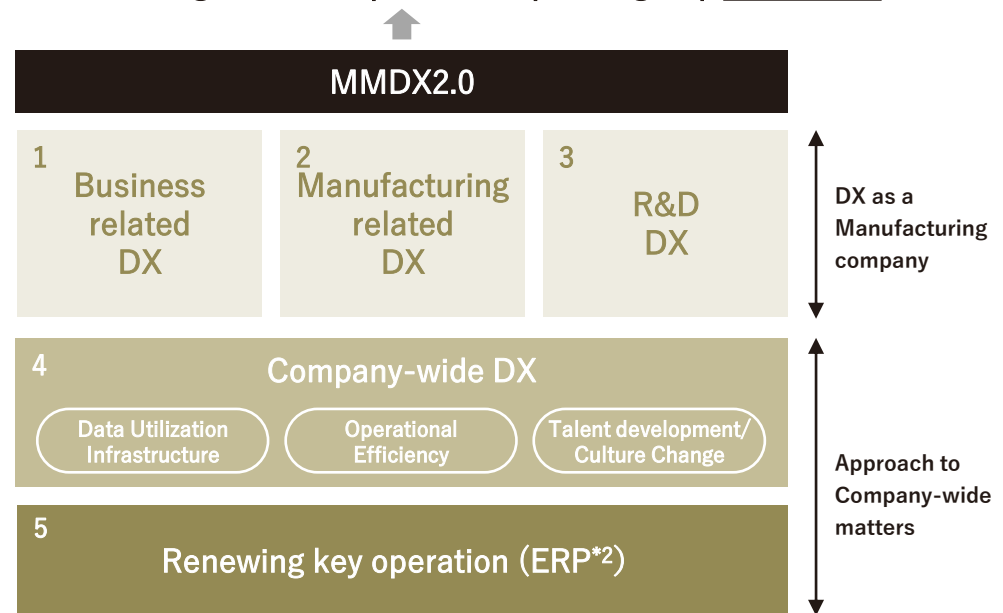 MMDX2.0
1
Business
related
DX
2
Manufacturing
related
DX
3
R&D
DX
DX as a
Manufacturing
company
4
Company-wide DX
Data Utilization
Infrastructure
Operational
Efficiency
Talent development/
Culture Change
Approach to
Company-wide
matters
5
Renewing key operation (ERP*2)